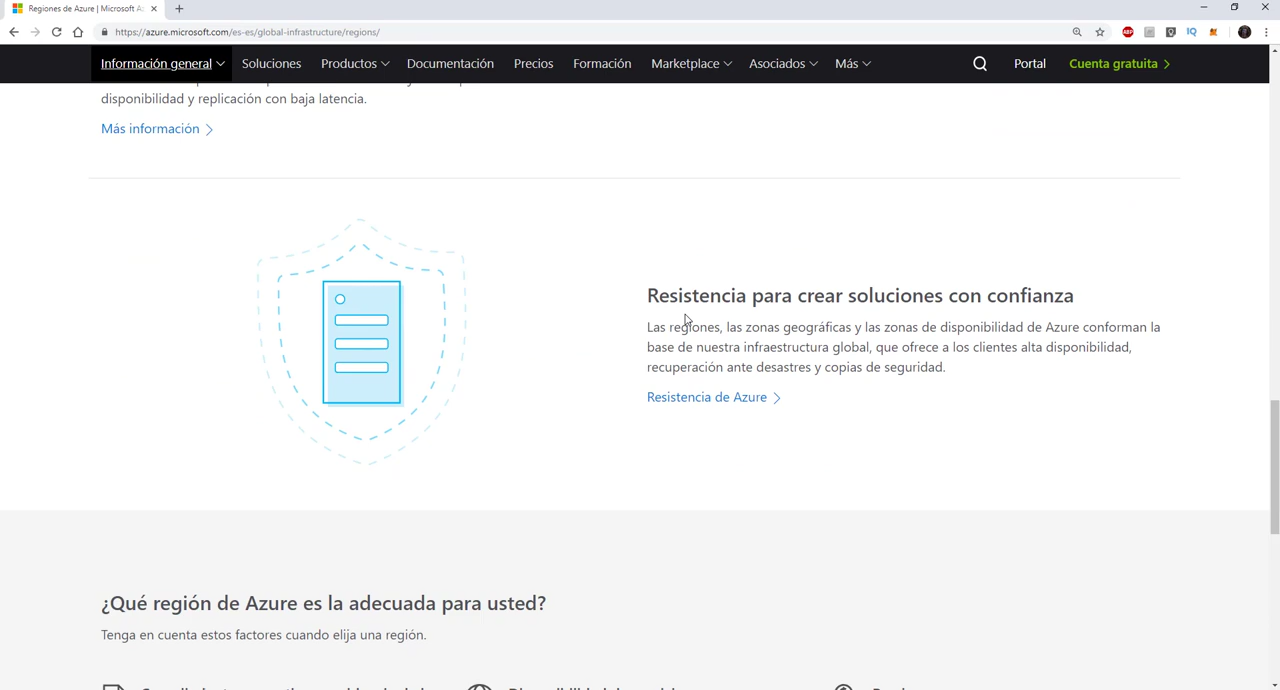 Regiones de Azure | Microsoft Az
https://azure.microsoft.com/es-es/global-infrastructure/regions/
ABP
IQ
Información general
Soluciones
Productos
Documentación
Precios
Formación
Marketplace
Asociados
Más
Portal
Cuenta gratuita
disponibilidad y replicación con baja latencia.
Más información
Resistencia para crear soluciones con confianza
Las regiones, las zonas geográficas y las zonas de disponibilidad de Azure conforman la
base de nuestra infraestructura global, que ofrece a los clientes alta disponibilidad,
recuperación ante desastres y copias de seguridad.
Resistencia de Azure
¿Qué región de Azure es la adecuada para usted?
Tenga en cuenta estos factores cuando elija una región.